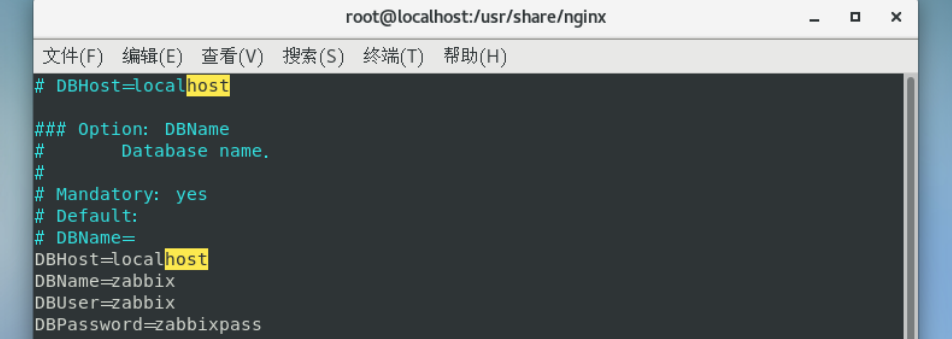 root@localhost:/usr/share/nginx
文件(F) 编辑(E) 查看(V) 搜索(S) 终端(T) 帮助(H)
# DBHost=localhost
### Option: DBName
#       Database name.
#
# Mandatory: yes
# Default:
# DBName=
DBHost=localhost
DBName=zabbix
DBUser=zabbix
DBPassword=zabbixpass